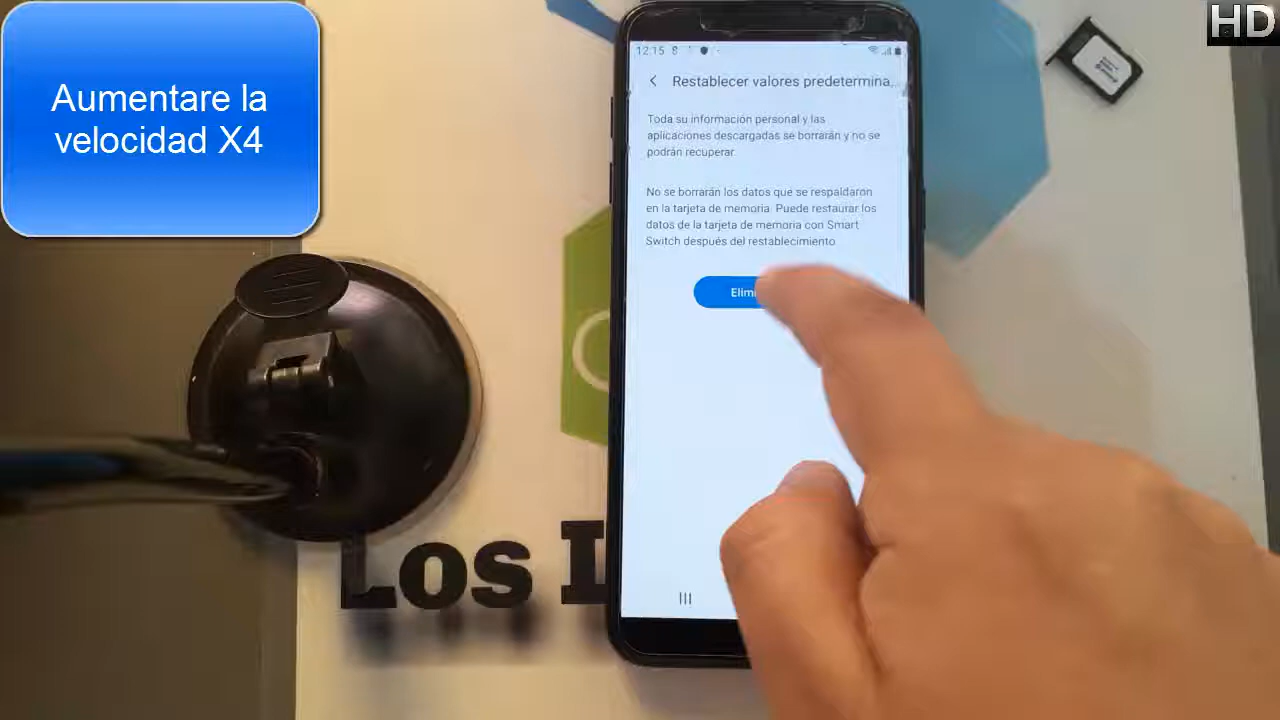 Aumentare la
velocidad X4
HD
12:15
Restablecer valores predetermina...
Toda su información personal y las
aplicaciones descargadas se borrarán y no se
podrán recuperar.
No se borrarán los datos que se respaldaron
en la tarjeta de memoria. Puede restaurar los
datos de la tarjeta de memoria con Smart
Switch después del restablecimiento.
Elimi
Los I